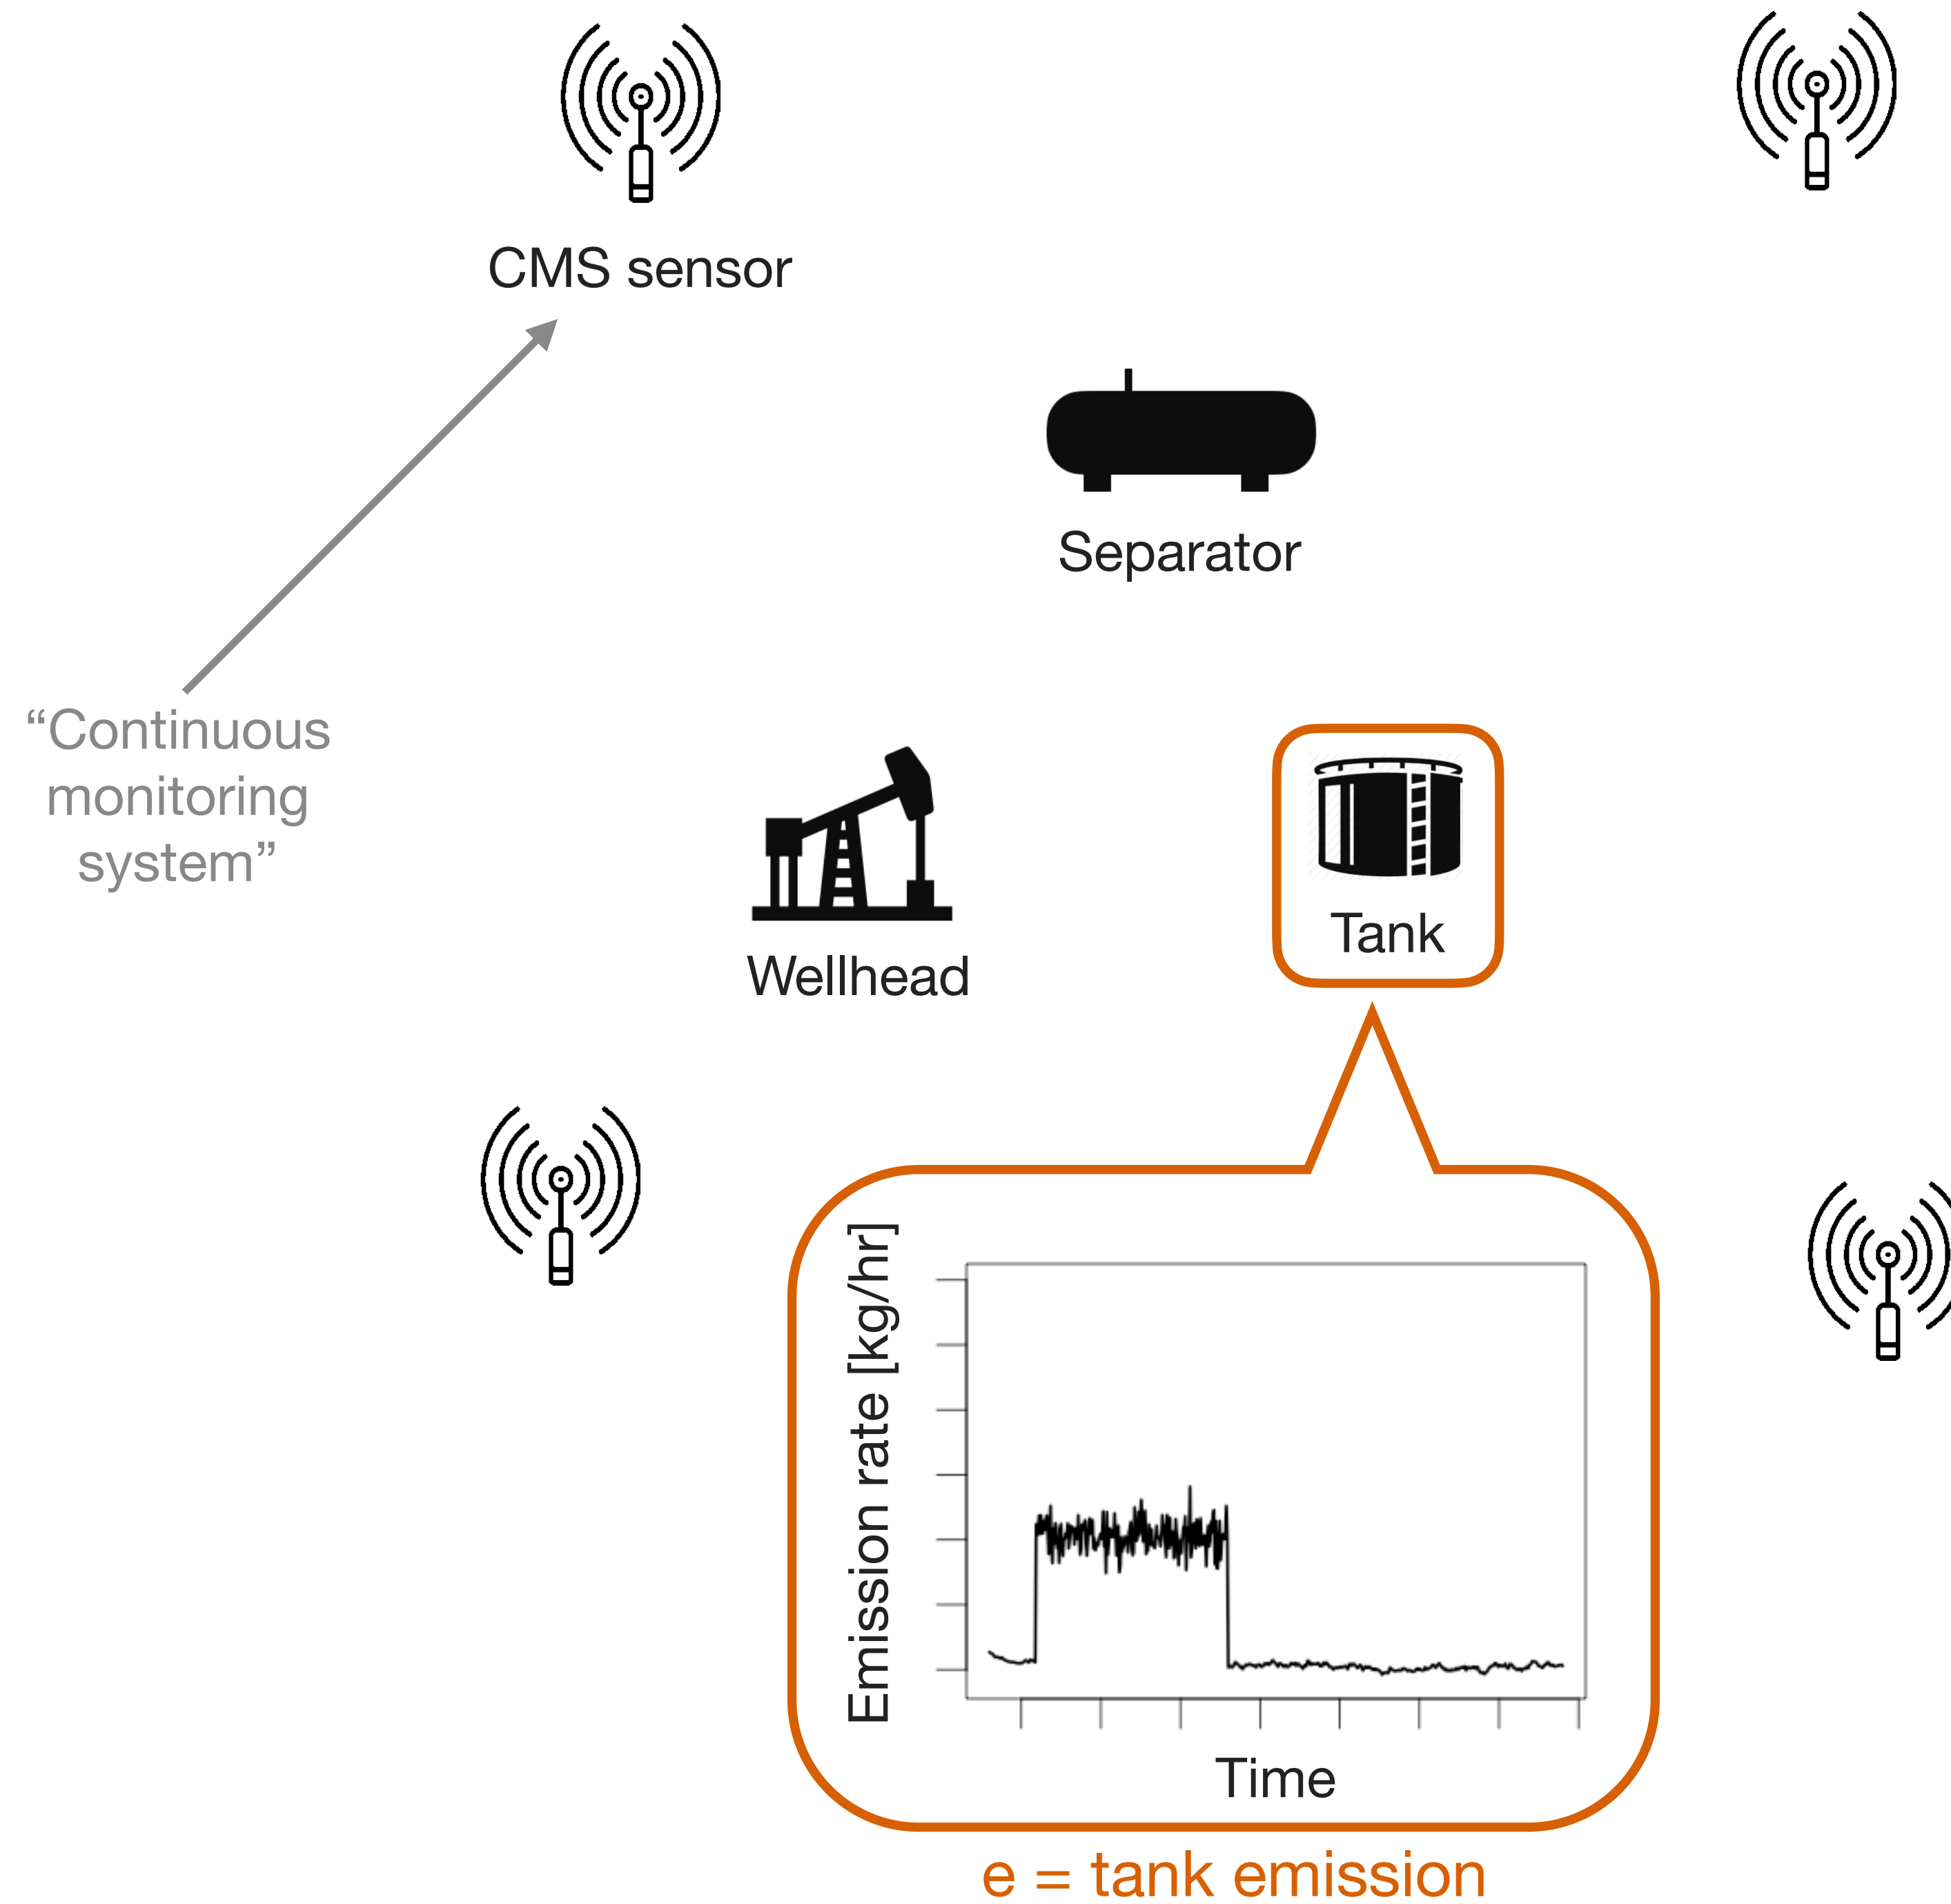 CMS sensor
Separator
“Continuous
monitoring
system”
Tank
Wellhead
Emission rate [kg/hr]
Time
e = tank emission